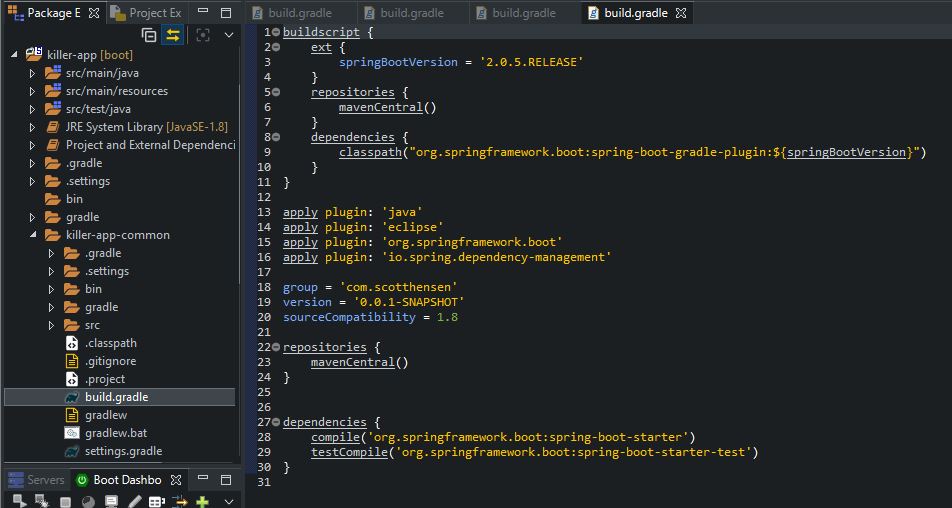 Package E
Project Ex
killer-app [boot]
src/main/java
src/main/resources
src/test/java
JRE System Library [JavaSE-1.8]
Project and External Dependenci
.gradle
.settings
bin
gradle
killer-app-common
.gradle
.settings
bin
gradle
src
.classpath
.gitignore
.project
build.gradle
gradlew
gradlew.bat
settings.gradle
Servers
Boot Dashbo
build.gradle
build.gradle
build.gradle
build.gradle
1 buildscript {
2 ext {
3 springBootVersion = '2.0.5.RELEASE'
4 }
5 repositories {
6 mavenCentral()
7 }
8 dependencies {
9 classpath("org.springframework.boot:spring-boot-gradle-plugin:${springBootVersion}")
10 }
11 }
12
13 apply plugin: 'java'
14 apply plugin: 'eclipse'
15 apply plugin: 'org.springframework.boot'
16 apply plugin: 'io.spring.dependency-management'
17
18 group = 'com.scotthensen'
19 version = '0.0.1-SNAPSHOT'
20 sourceCompatibility = 1.8
21
22 repositories {
23 mavenCentral()
24 }
25
26
27 dependencies {
28 compile('org.springframework.boot:spring-boot-starter')
29 testCompile('org.springframework.boot:spring-boot-starter-test')
30 }
31